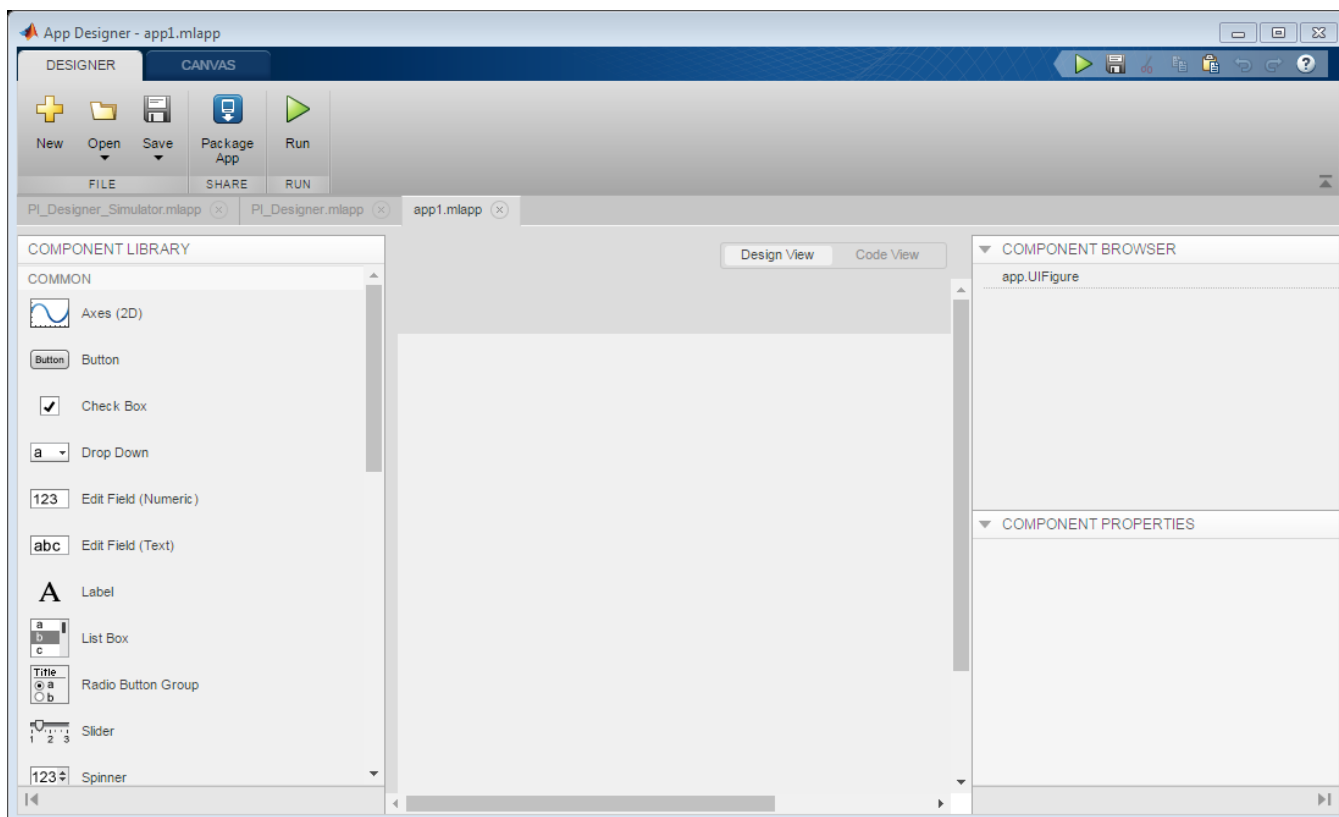 App Designer - app1.mlapp
DESIGNER CANVAS
New Open Save Package App Run
FILE SHARE RUN
PI_Designer_Simulator.mlapp PI_Designer.mlapp app1.mlapp
COMPONENT LIBRARY
COMMON
Axes (2D)
Button Button
Check Box
a Drop Down
123 Edit Field (Numeric)
abc Edit Field (Text)
A Label
a
b
c
List Box
Title
a
b
Radio Button Group
1 2 3
Slider
123 Spinner
Design View Code View
COMPONENT BROWSER
app.UIFigure
COMPONENT PROPERTIES